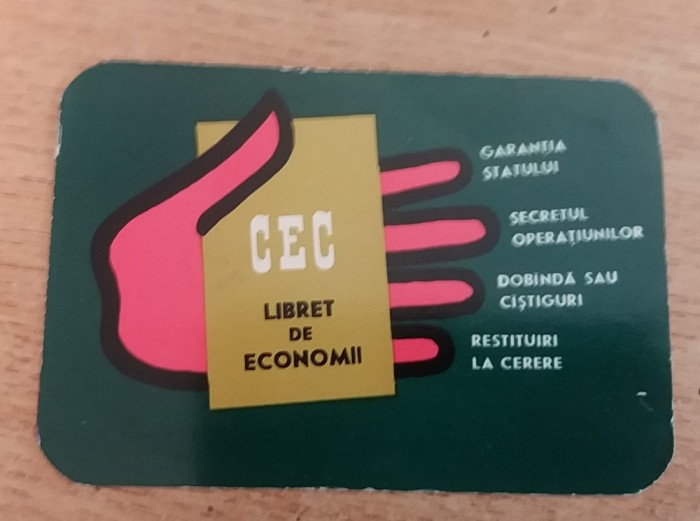 CEC
LIBRET
DE
ECONOMII
GARANȚIA
STATULUI
SECRETUL
OPERAȚIUNILOR
DOBÎNDĂ SAU
CÎȘTIGURI
RESTITUIRI
LA CERERE